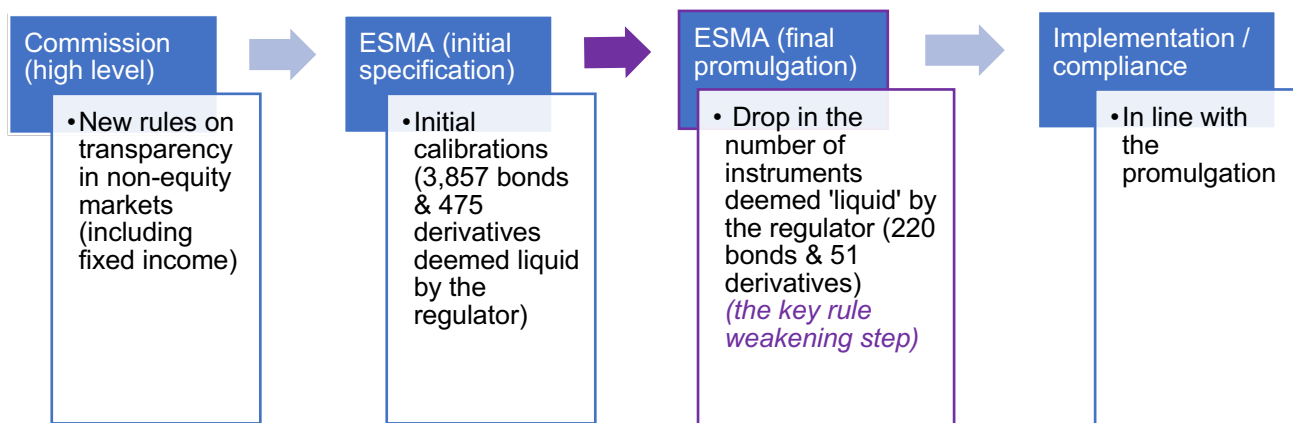 Commission
(high level)
•New rules on
transparency
in non-equity
markets
(including
fixed income)
ESMA (initial
specification)
•Initial
calibrations
(3,857 bonds
& 475
derivatives
deemed liquid
by the
regulator)
ESMA (final
promulgation)
• Drop in the
number of
instruments
deemed 'liquid' by
the regulator (220
bonds & 51
derivatives)
(the key rule
weakening step)
Implementation /
compliance
•In line with
the
promulgation